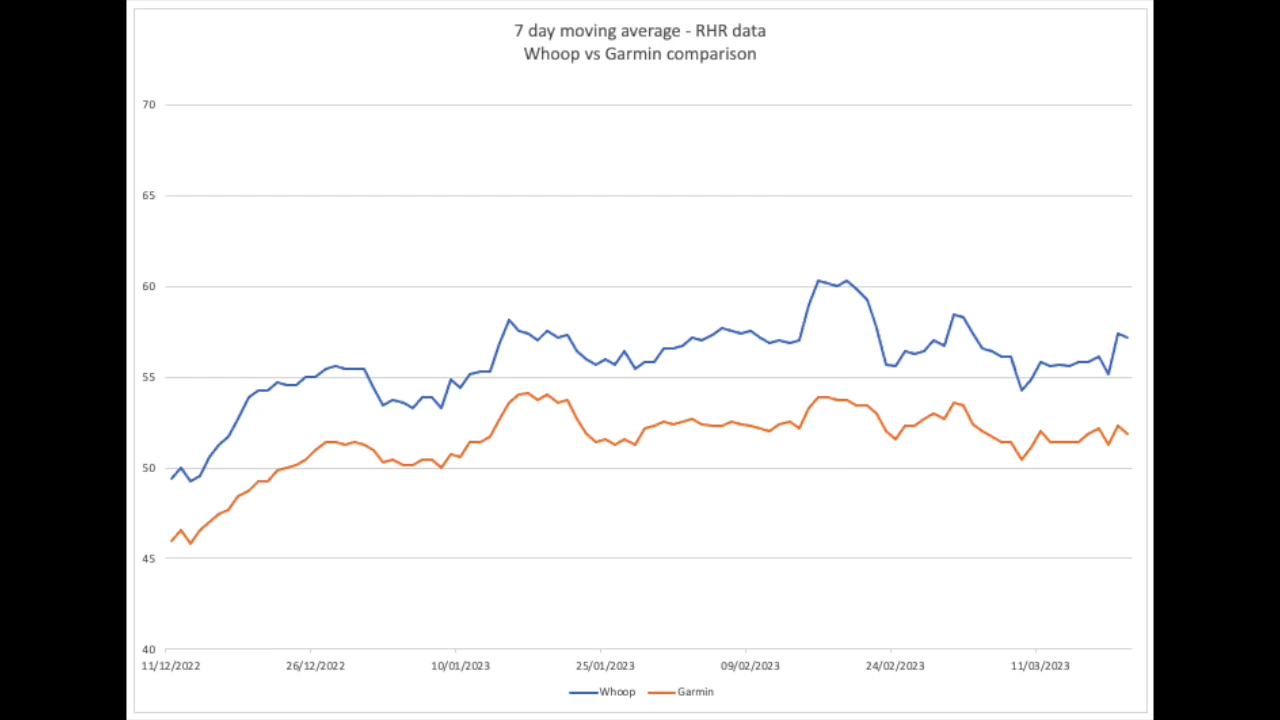 7 day moving average - RHR data
Whoop vs Garmin comparison
70
65
60
55
50
45
40
11/12/2022 26/12/2022 10/01/2023 25/01/2023 09/02/2023 24/02/2023 11/03/2023
Whoop Garmin